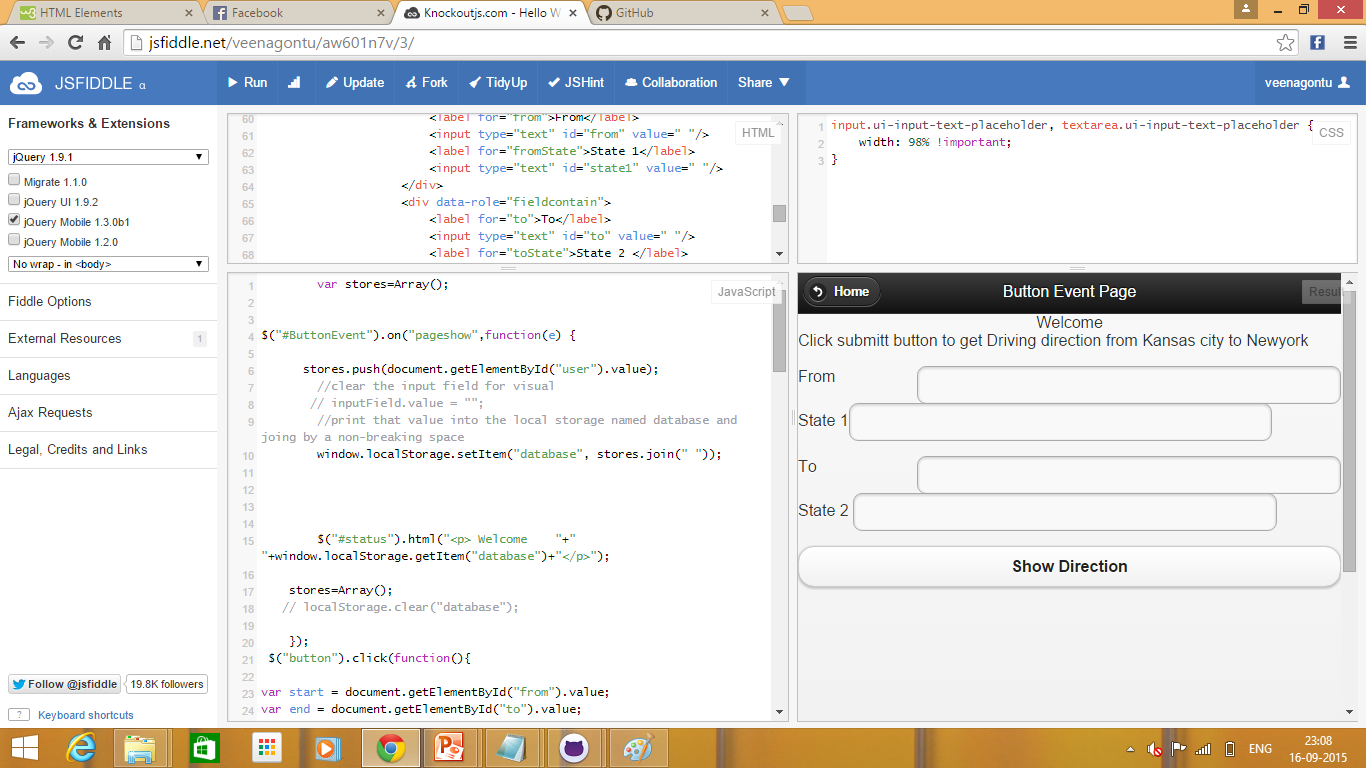 HTML Elements
Facebook
Knockoutjs.com - Hello W
GitHub
jsfiddle.net/veenagontu/aw601n7v/3/
JSFIDDLE α
Run
Update
Fork
TidyUp
JSHint
Collaboration
Share
veenagontu
Frameworks & Extensions
jQuery 1.9.1
Migrate 1.1.0
jQuery UI 1.9.2
jQuery Mobile 1.3.0b1
jQuery Mobile 1.2.0
No wrap - in <body>
Fiddle Options
External Resources 1
Languages
Ajax Requests
Legal, Credits and Links
Follow @jsfiddle 19.8K followers
? Keyboard shortcuts
HTML
60 <label for="from">From</label>
61 <input type="text" id="from" value=" "/>
62 <label for="fromState">State 1</label>
63 <input type="text" id="state1" value=" "/>
64 </div>
65 <div data-role="fieldcontain">
66 <label for="to">To</label>
67 <input type="text" id="to" value=" "/>
68 <label for="toState">State 2 </label>
CSS
1 input.ui-input-text-placeholder, textarea.ui-input-text-placeholder {
2 width: 98% !important;
3 }
JavaScript
1 var stores=Array();
2
3
4 $("#ButtonEvent").on("pageshow",function(e) {
5
6 stores.push(document.getElementById("user").value);
7 //clear the input field for visual
8 // inputField.value = "";
9 //print that value into the local storage named database and
joing by a non-breaking space
10 window.localStorage.setItem("database", stores.join(" "));
11
12
13
14
15 $("#status").html("<p> Welcome    "+"
"+window.localStorage.getItem("database")+"</p>");
16
17 stores=Array();
18 // localStorage.clear("database");
19
20 });
21 $("button").click(function(){
22
23 var start = document.getElementById("from").value;
24 var end = document.getElementById("to").value;
Home
Button Event Page
Result
Welcome
Click submitt button to get Driving direction from Kansas city to Newyork
From
State 1
To
State 2
Show Direction
ENG
23:08
16-09-2015